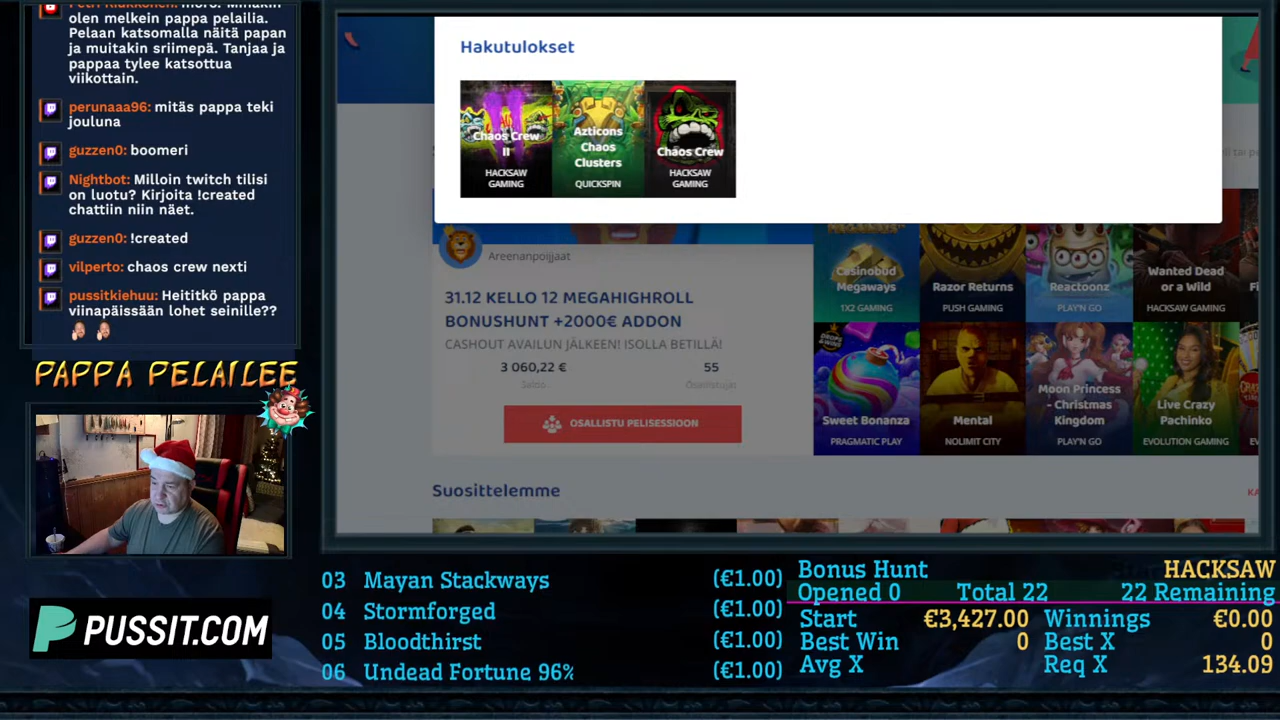 olen melkein pappa pelailia.
Pelaan katsomalla näitä papan
ja muitakin sriimepä. Tanjaa ja
pappaa tylee katsottua
viikottain.
perunaaa96: mitäs pappa teki
jouluna
guzzen0: boomeri
Nightbot: Milloin twitch tilisi
on luotu? Kirjoita !created
chattiin niin näet.
guzzen0: !created
vilperto: chaos crew nexti
pussitkiehuu: Heititkö pappa
viinapäissään lohet seinille??
PAPPA PELAILEE
PUSSIT.COM
Hakutulokset
Chaos Crew
II
HACKSAW
GAMING
Azticons
Chaos
Clusters
QUICKSPIN
Chaos Crew
HACKSAW
GAMING
Areenanpoijjaat
31.12 KELLO 12 MEGAHIGHROLL
BONUSHUNT +2000€ ADDON
CASHOUT AVAILUN JÄLKEEN! ISOLLA BETILLÄ!
3 060,22 €
55
Saldo
Osallistujat
OSALLISTU PELISESSIOON
MEGAWAYS
Casinobud
Megaways
1X2 GAMING
Razor Returns
PUSH GAMING
Reactoonz
PLAY'N GO
Wanted Dead
or a Wild
HACKSAW GAMING
DROPS
& WINS
Sweet Bonanza
PRAGMATIC PLAY
Mental
NOLIMIT CITY
Moon Princess
- Christmas
Kingdom
PLAY'N GO
Live Crazy
Pachinko
EVOLUTION GAMING
Suosittelemme
03 Mayan Stackways (€1.00)
04 Stormforged (€1.00)
05 Bloodthirst (€1.00)
06 Undead Fortune 96% (€1.00)
Bonus Hunt HACKSAW
Opened 0 Total 22 22 Remaining
Start €3,427.00 Winnings €0.00
Best Win 0 Best X 0
Avg X Req X 134.09